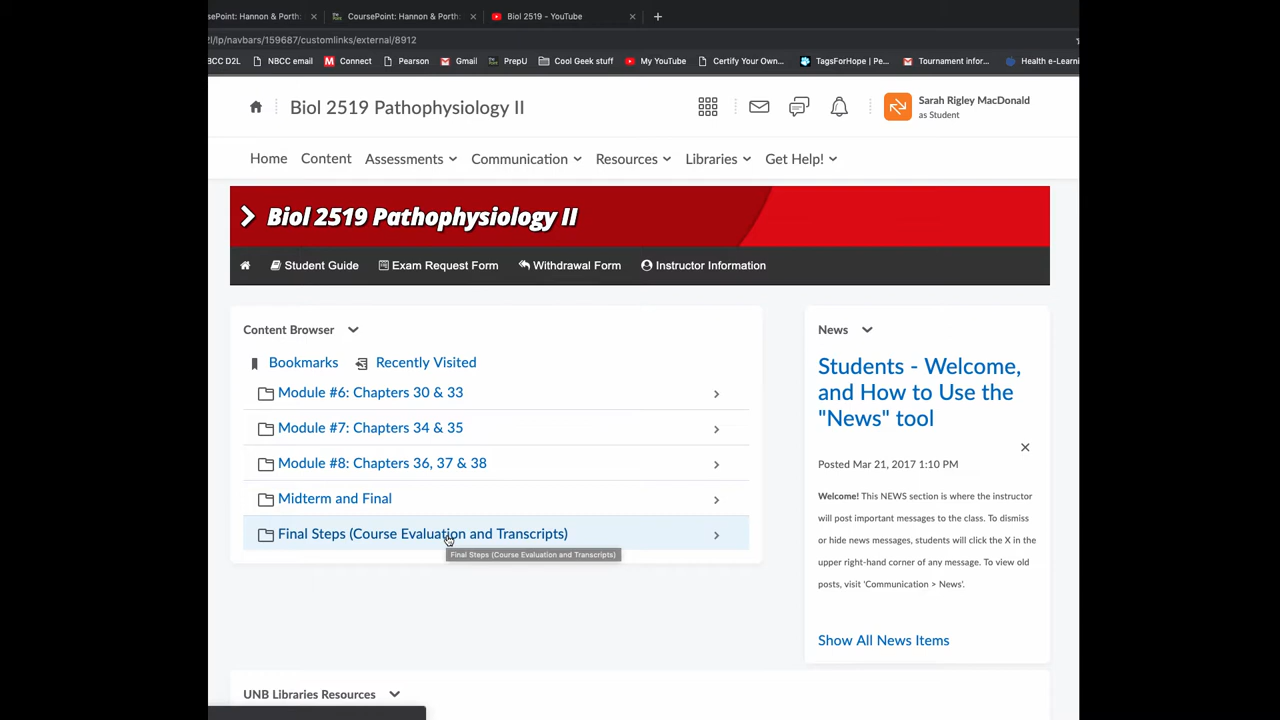 sePoint: Hannon & Porth:
CoursePoint: Hannon & Porth:
Biol 2519 - YouTube
2l/lp/navbars/159687/customlinks/external/8912
BCC D2L
NBCC email
Connect
Pearson
Gmail
PrepU
Cool Geek stuff
My YouTube
Certify Your Own...
TagsForHope | Pe...
Tournament infor...
Health e-Learni
Biol 2519 Pathophysiology II
Sarah Rigley MacDonald
as Student
Home
Content
Assessments
Communication
Resources
Libraries
Get Help!
Biol 2519 Pathophysiology II
Student Guide
Exam Request Form
Withdrawal Form
Instructor Information
Content Browser
Bookmarks
Recently Visited
Module #6: Chapters 30 & 33
Module #7: Chapters 34 & 35
Module #8: Chapters 36, 37 & 38
Midterm and Final
Final Steps (Course Evaluation and Transcripts)
Final Steps (Course Evaluation and Transcripts)
News
Students - Welcome,
and How to Use the
"News" tool
Posted Mar 21, 2017 1:10 PM
Welcome! This NEWS section is where the instructor
will post important messages to the class. To dismiss
or hide news messages, students will click the X in the
upper right-hand corner of any message. To view old
posts, visit 'Communication > News'.
Show All News Items
UNB Libraries Resources